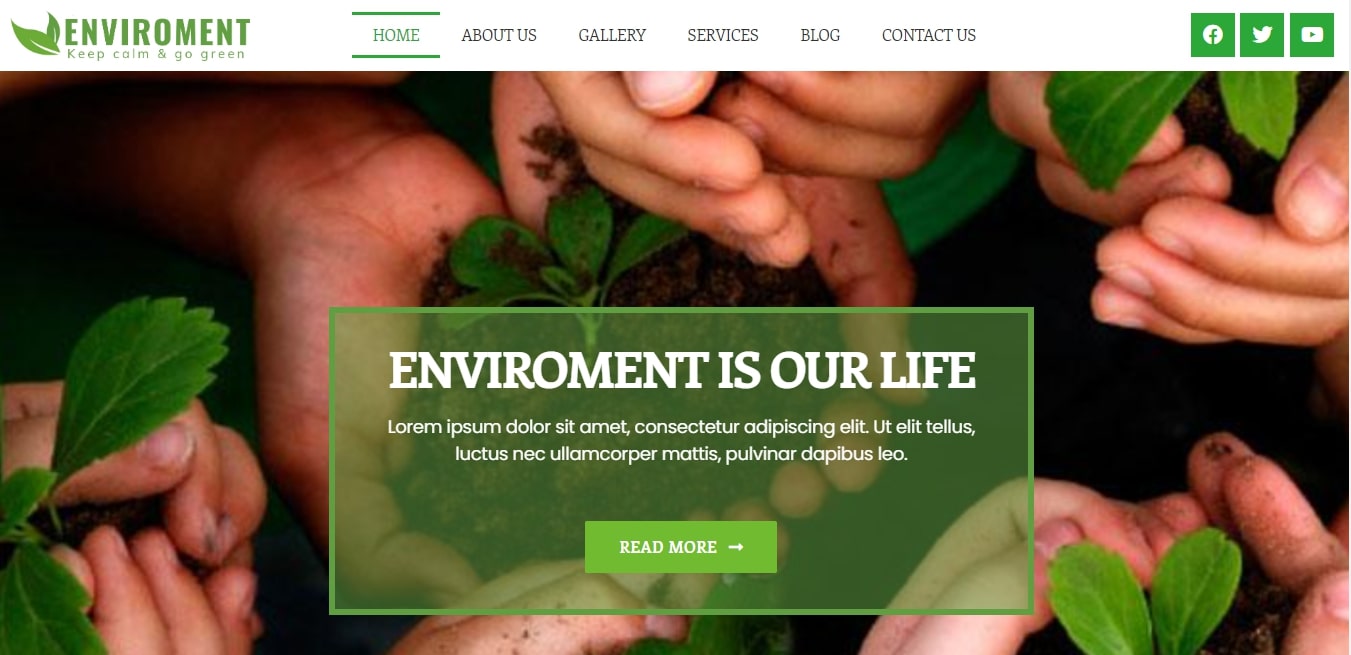 ENVIROMENT
Keep calm & go green
HOME ABOUT US GALLERY SERVICES BLOG CONTACT US
ENVIROMENT IS OUR LIFE
Lorem ipsum dolor sit amet, consectetur adipiscing elit. Ut elit tellus,
luctus nec ullamcorper mattis, pulvinar dapibus leo.
READ MORE →